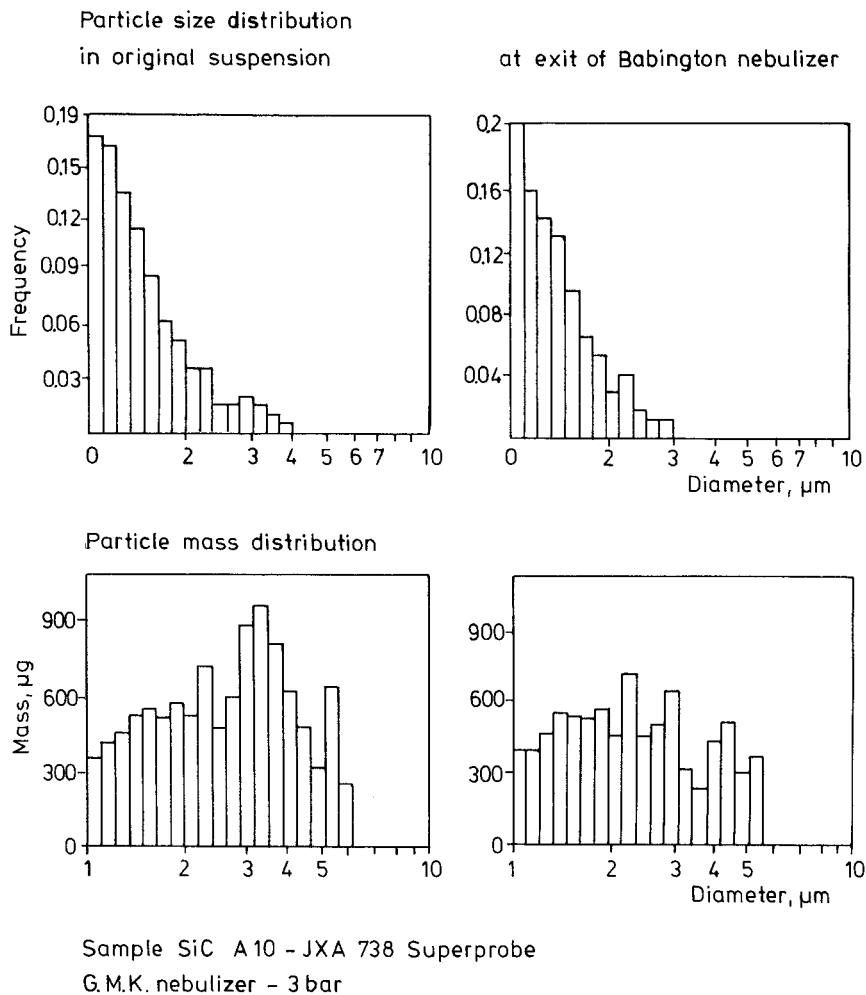 Particle size distribution
in original suspension
at exit of Babington nebulizer
0,19
0.15
0.12
0.09
0.06
0.03
Frequency
0 2 3 4 5 6 7 10
0.2
0.16
0.12
0.08
0.04
0 2 3 4 5 6 7 10
Diameter, µm
Particle mass distribution
900
600
300
0
Mass, µg
1 2 3 4 5 6 10
900
600
300
0
1 2 3 4 5 10
Diameter, µm
Sample SiC A10 – JXA 738 Superprobe
G.M.K. nebulizer – 3 bar